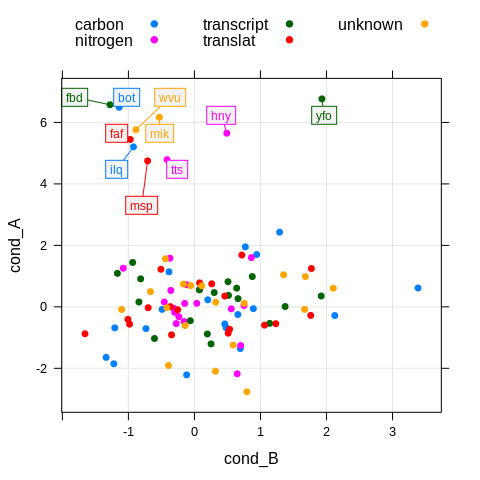 carbon transcript unknown
nitrogen translat
fbd bot wvu
hny yfo
faf mik
ilq tts
msp
6
4
2
0
-2
cond_A
-1 0 1 2 3
cond_B